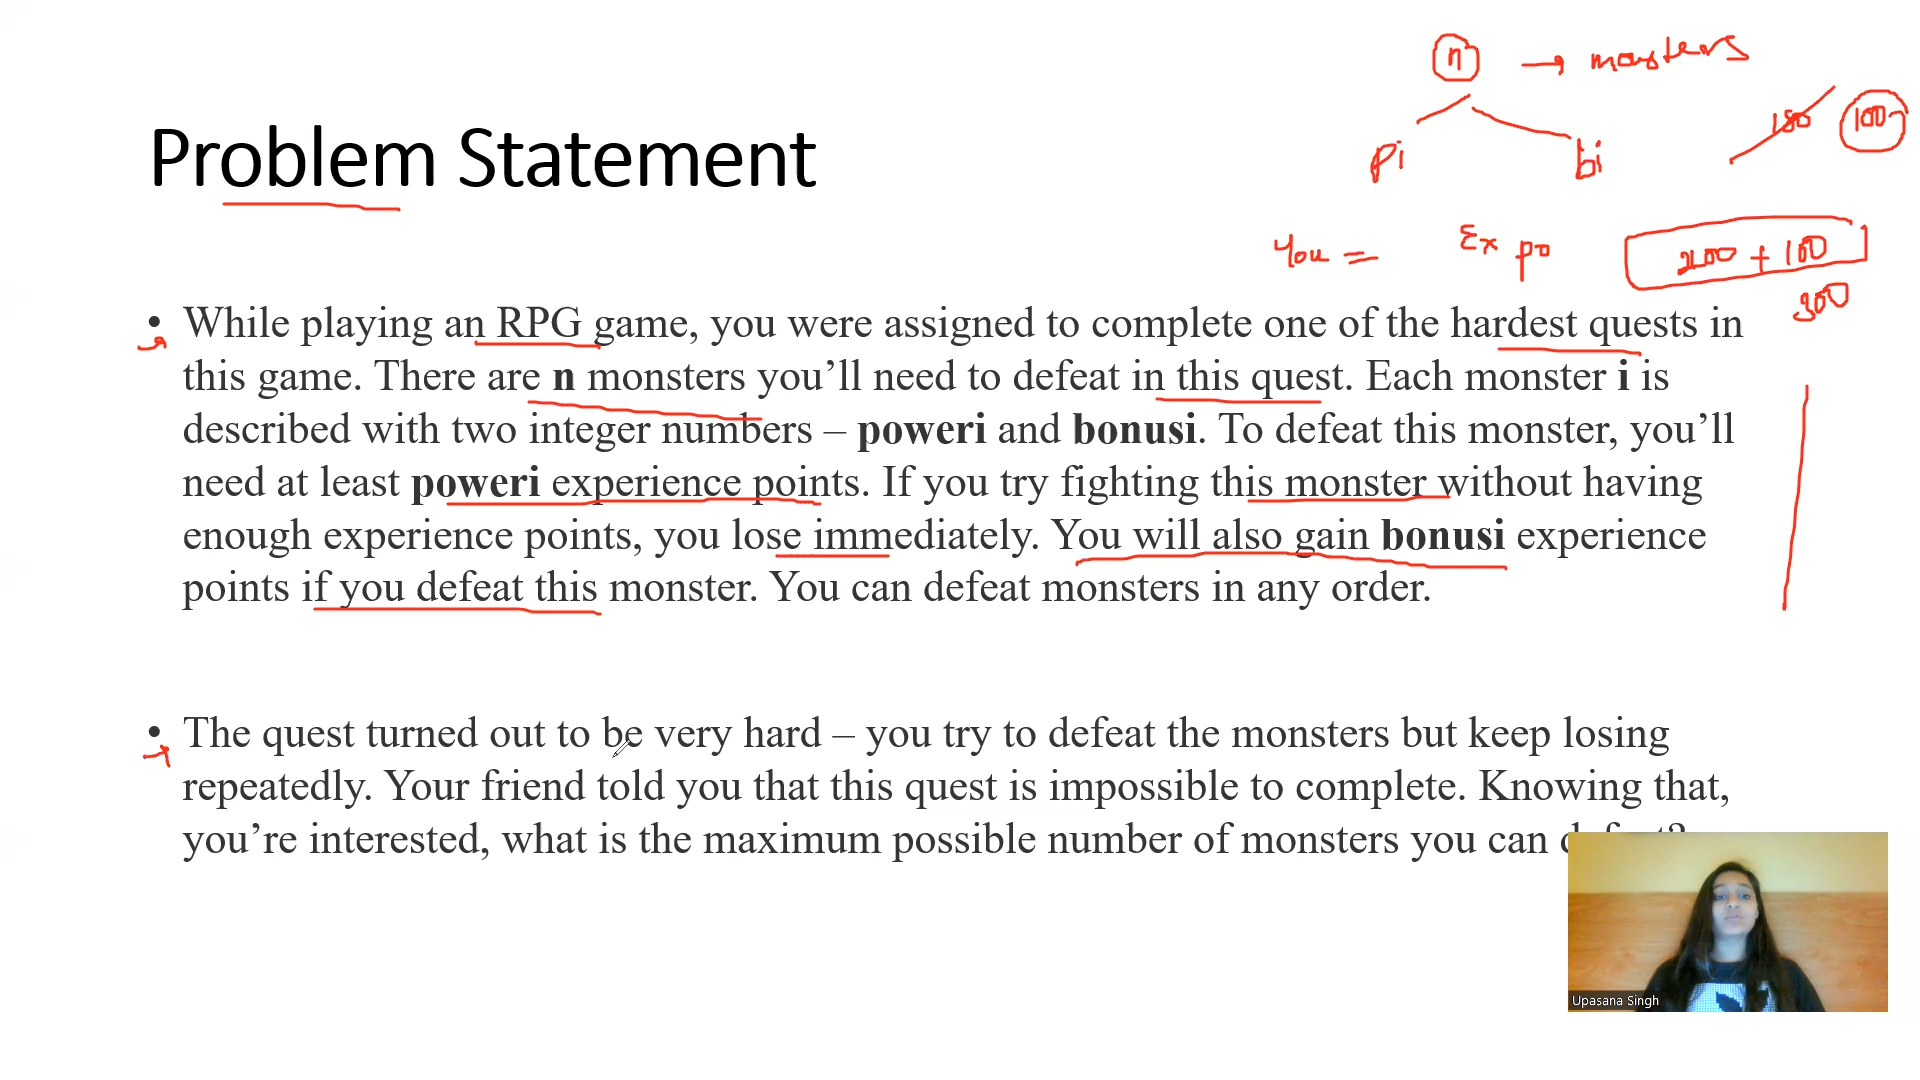 n → monsters
150 100
Pi bi
Problem Statement
You = Ex po 200 + 100
300
• While playing an RPG game, you were assigned to complete one of the hardest quests in
this game. There are n monsters you’ll need to defeat in this quest. Each monster i is
described with two integer numbers – poweri and bonusi. To defeat this monster, you’ll
need at least poweri experience points. If you try fighting this monster without having
enough experience points, you lose immediately. You will also gain bonusi experience
points if you defeat this monster. You can defeat monsters in any order.
• The quest turned out to be very hard – you try to defeat the monsters but keep losing
repeatedly. Your friend told you that this quest is impossible to complete. Knowing that,
you’re interested, what is the maximum possible number of monsters you can
Upasana Singh